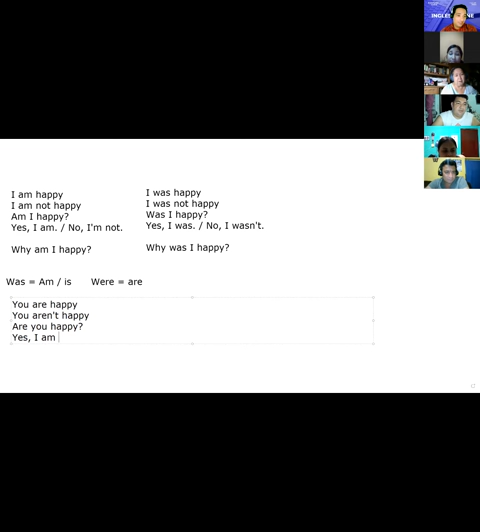 I am happy
I am not happy
Am I happy?
Yes, I am. / No, I'm not.
Why am I happy?
I was happy
I was not happy
Was I happy?
Yes, I was. / No, I wasn't.
Why was I happy?
Was = Am / is Were = are
You are happy
You aren't happy
Are you happy?
Yes, I am